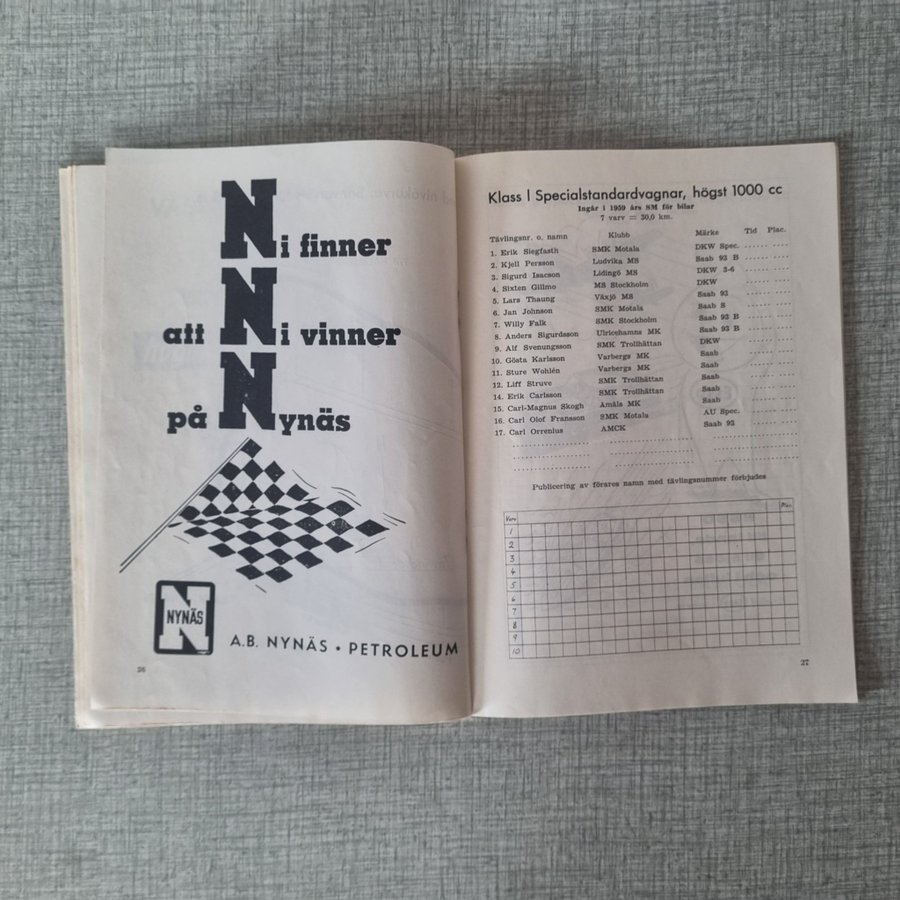 Ni finner
att Ni vinner
på Nynäs
NYNÄS
A.B. NYNÄS • PETROLEUM
26
Klass I Specialstandardvagnar, högst 1000 cc
Ingår i 1959 års SM för bilar
7 varv = 30,0 km.
Tävlingsnr. o. namn Klubb Märke Tid Plac.
1. Erik Siegfasth SMK Motala DKW Spec.
2. Kjell Persson Ludvika MS Saab 93 B
3. Sigurd Isacson Lidingö MS DKW 3-6
4. Sixten Gillmo MS Stockholm DKW
5. Lars Thaung Växjö MS Saab 93
6. Jan Johnson SMK Motala Saab S
7. Willy Falk SMK Stockholm Saab 93 B
8. Anders Sigurdsson Ulricehamns MK Saab 93 B
9. Alf Svenungsson SMK Trollhättan DKW
10. Gösta Karlsson Varbergs MK Saab
11. Sture Wohlén Varbergs MK Saab
12. Liff Struve SMK Trollhättan Saab
14. Erik Carlsson SMK Trollhättan Saab
15. Carl-Magnus Skogh Åmåls MK Saab
16. Carl Olof Fransson SMK Motala AU Spec.
17. Carl Orrenius AMCK Saab 93
Publicering av förares namn med tävlingsnummer förbjudes
Varv Plac.
1
2
3
4
5
6
7
8
9
10
27